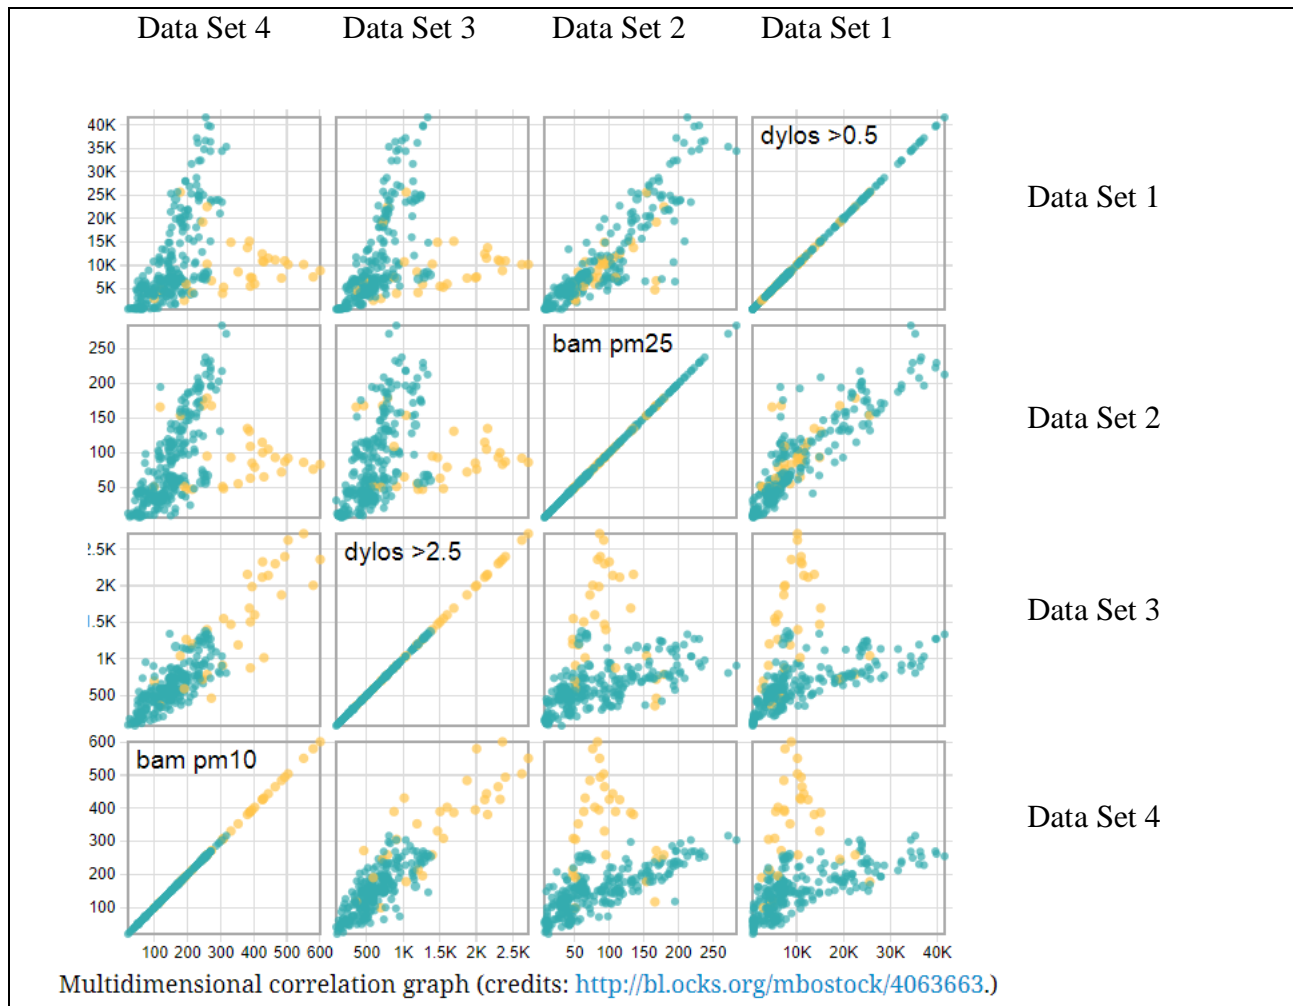 Data Set 4 Data Set 3 Data Set 2 Data Set 1
40K
35K
30K
25K
20K
15K
10K
5K
dylos >0.5
Data Set 1
250
200
150
100
50
bam pm25
Data Set 2
2.5K
2K
1.5K
1K
500
dylos >2.5
Data Set 3
600
500
400
300
200
100
bam pm10
Data Set 4
100 200 300 400 500 600 500 1K 1.5K 2K 2.5K 50 100 150 200 250 10K 20K 30K 40K
Multidimensional correlation graph (credits: http://bl.ocks.org/mbostock/4063663.)